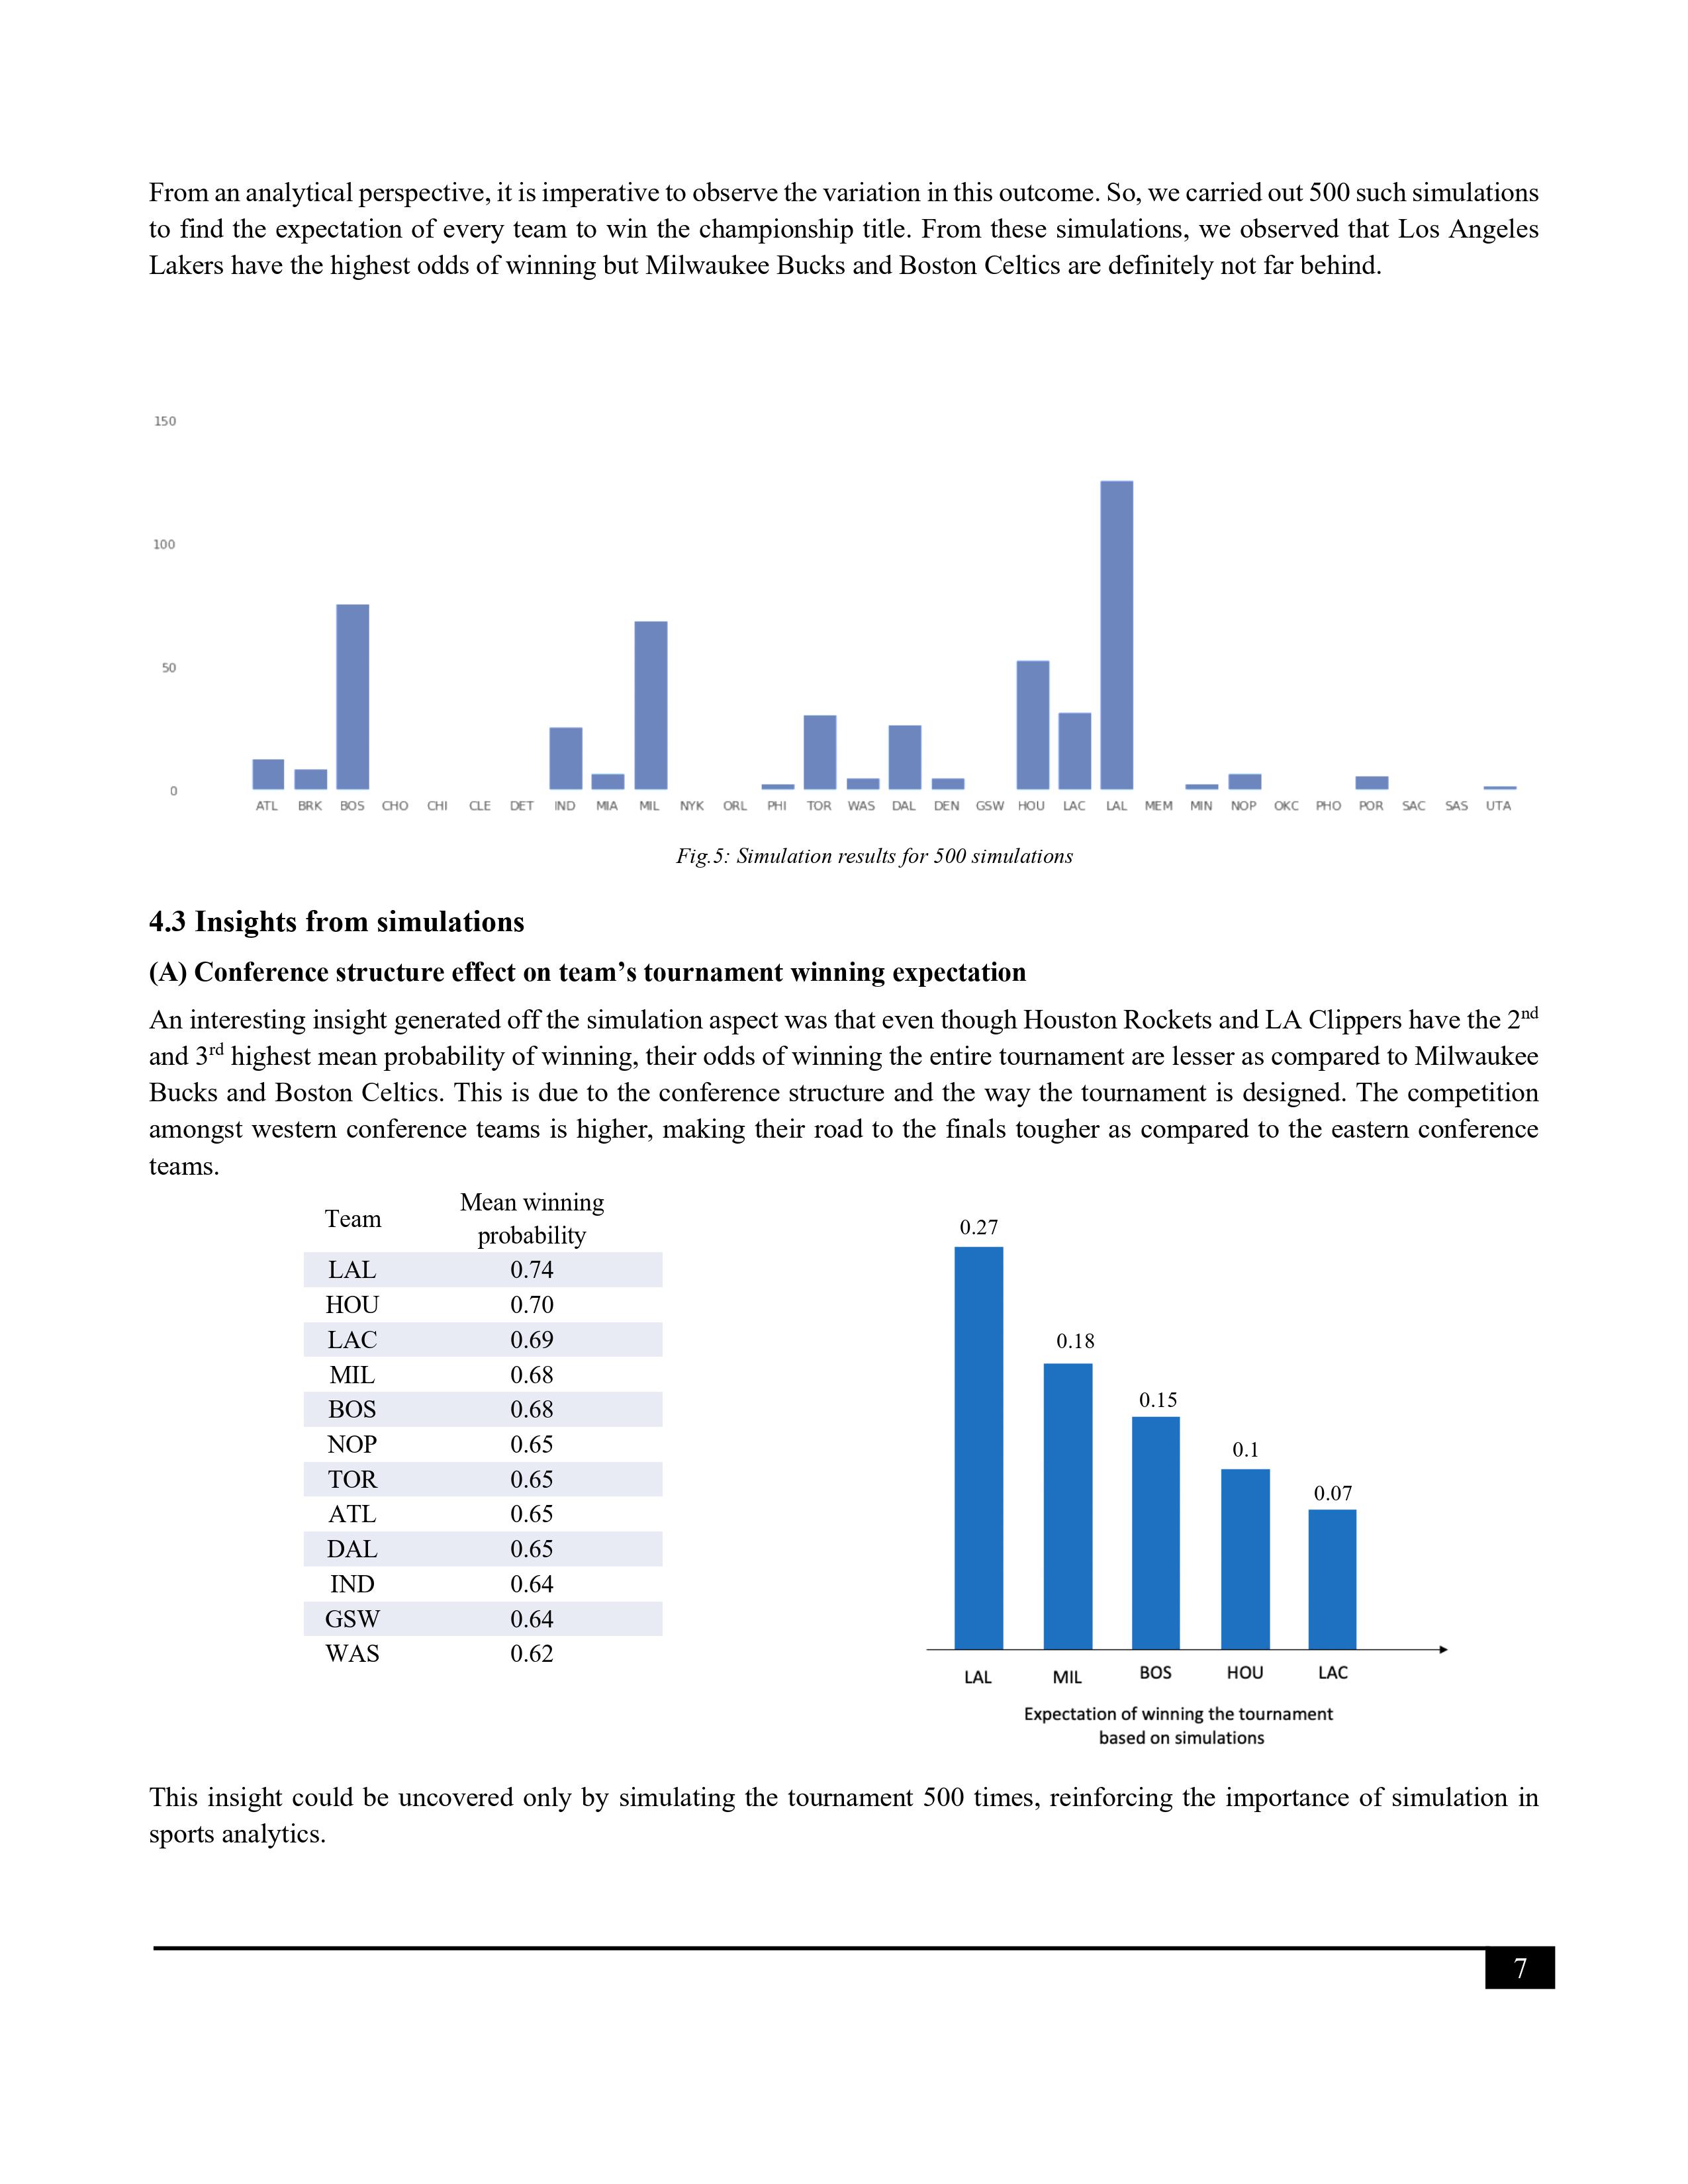 From an analytical perspective, it is imperative to observe the variation in this outcome. So, we carried out 500 such simulations
to find the expectation of every team to win the championship title. From these simulations, we observed that Los Angeles
Lakers have the highest odds of winning but Milwaukee Bucks and Boston Celtics are definitely not far behind.
150
100
50
0
ATL BRK BOS CHO CHI CLE DET IND MIA MIL NYK ORL PHI TOR WAS DAL DEN GSW HOU LAC LAL MEM MIN NOP OKC PHO POR SAC SAS UTA
Fig.5: Simulation results for 500 simulations
4.3 Insights from simulations
(A) Conference structure effect on team’s tournament winning expectation
An interesting insight generated off the simulation aspect was that even though Houston Rockets and LA Clippers have the 2nd
and 3rd highest mean probability of winning, their odds of winning the entire tournament are lesser as compared to Milwaukee
Bucks and Boston Celtics. This is due to the conference structure and the way the tournament is designed. The competition
amongst western conference teams is higher, making their road to the finals tougher as compared to the eastern conference
teams.
Team Mean winning
probability
LAL 0.74
HOU 0.70
LAC 0.69
MIL 0.68
BOS 0.68
NOP 0.65
TOR 0.65
ATL 0.65
DAL 0.65
IND 0.64
GSW 0.64
WAS 0.62
0.27
0.18
0.15
0.1
0.07
LAL MIL BOS HOU LAC
Expectation of winning the tournament
based on simulations
This insight could be uncovered only by simulating the tournament 500 times, reinforcing the importance of simulation in
sports analytics.
7